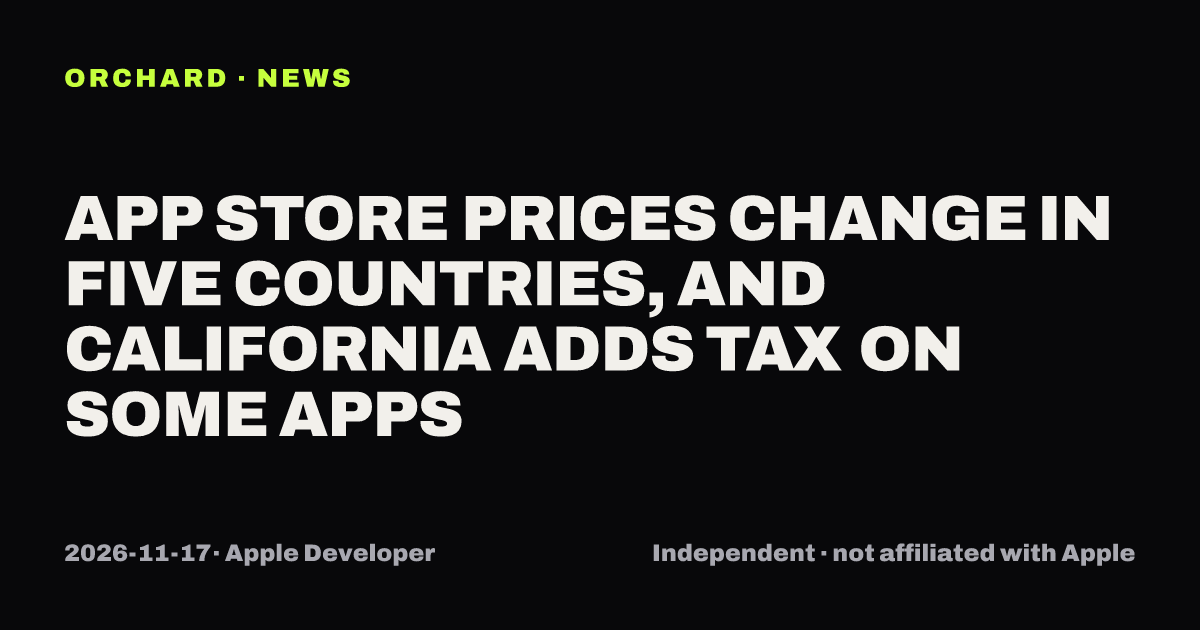 ORCHARD · NEWS
APP STORE PRICES CHANGE IN
FIVE COUNTRIES, AND
CALIFORNIA ADDS TAX ON
SOME APPS
2026-11-17· Apple Developer
Independent · not affiliated with Apple